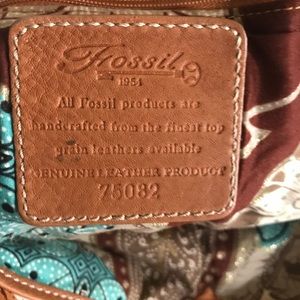 Fossil
1954
All Fossil products are
handcrafted from the finest top
grain leathers available
GENUINE LEATHER PRODUCT
75082